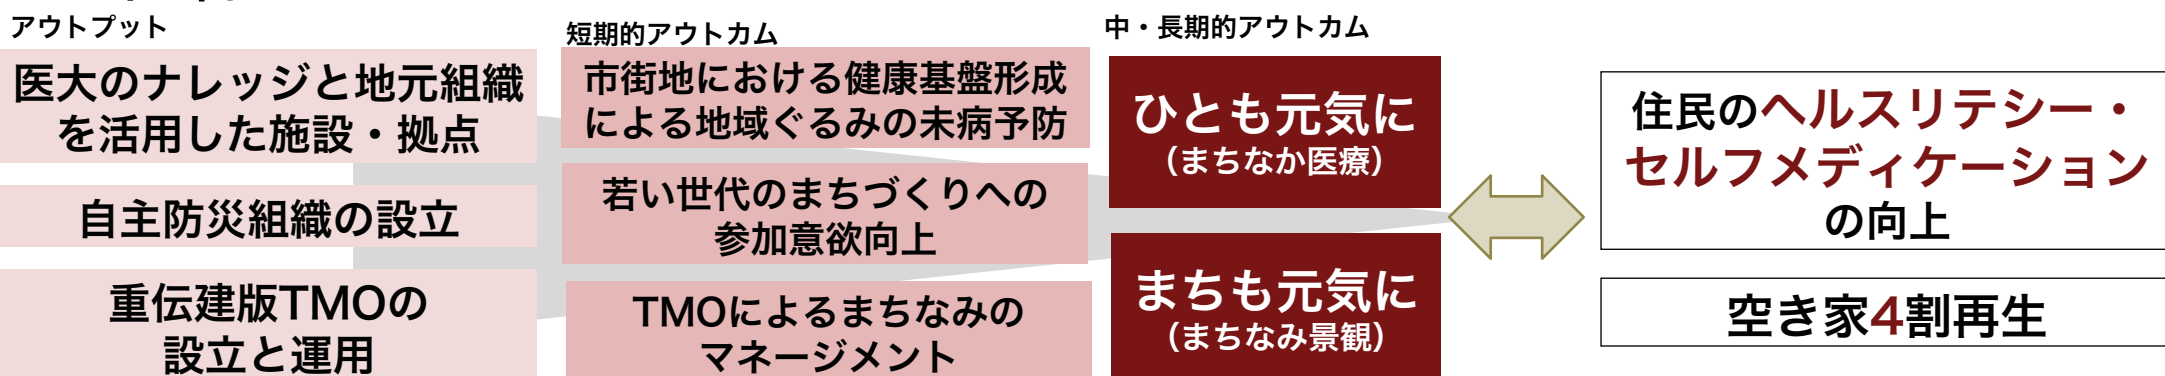 アウトプット
医大のナレッジと地元組織
を活用した施設・拠点
自主防災組織の設立
重伝建版TMOの
設立と運用
短期的アウトカム
市街地における健康基盤形成
による地域ぐるみの未病予防
若い世代のまちづくりへの
参加意欲向上
TMOによるまちなみの
マネージメント
中・長期的アウトカム
ひとも元気に
（まちなか医療）
まちも元気に
（まちなみ景観）
住民のヘルスリテシー・
セルフメディケーション
の向上
空き家4割再生